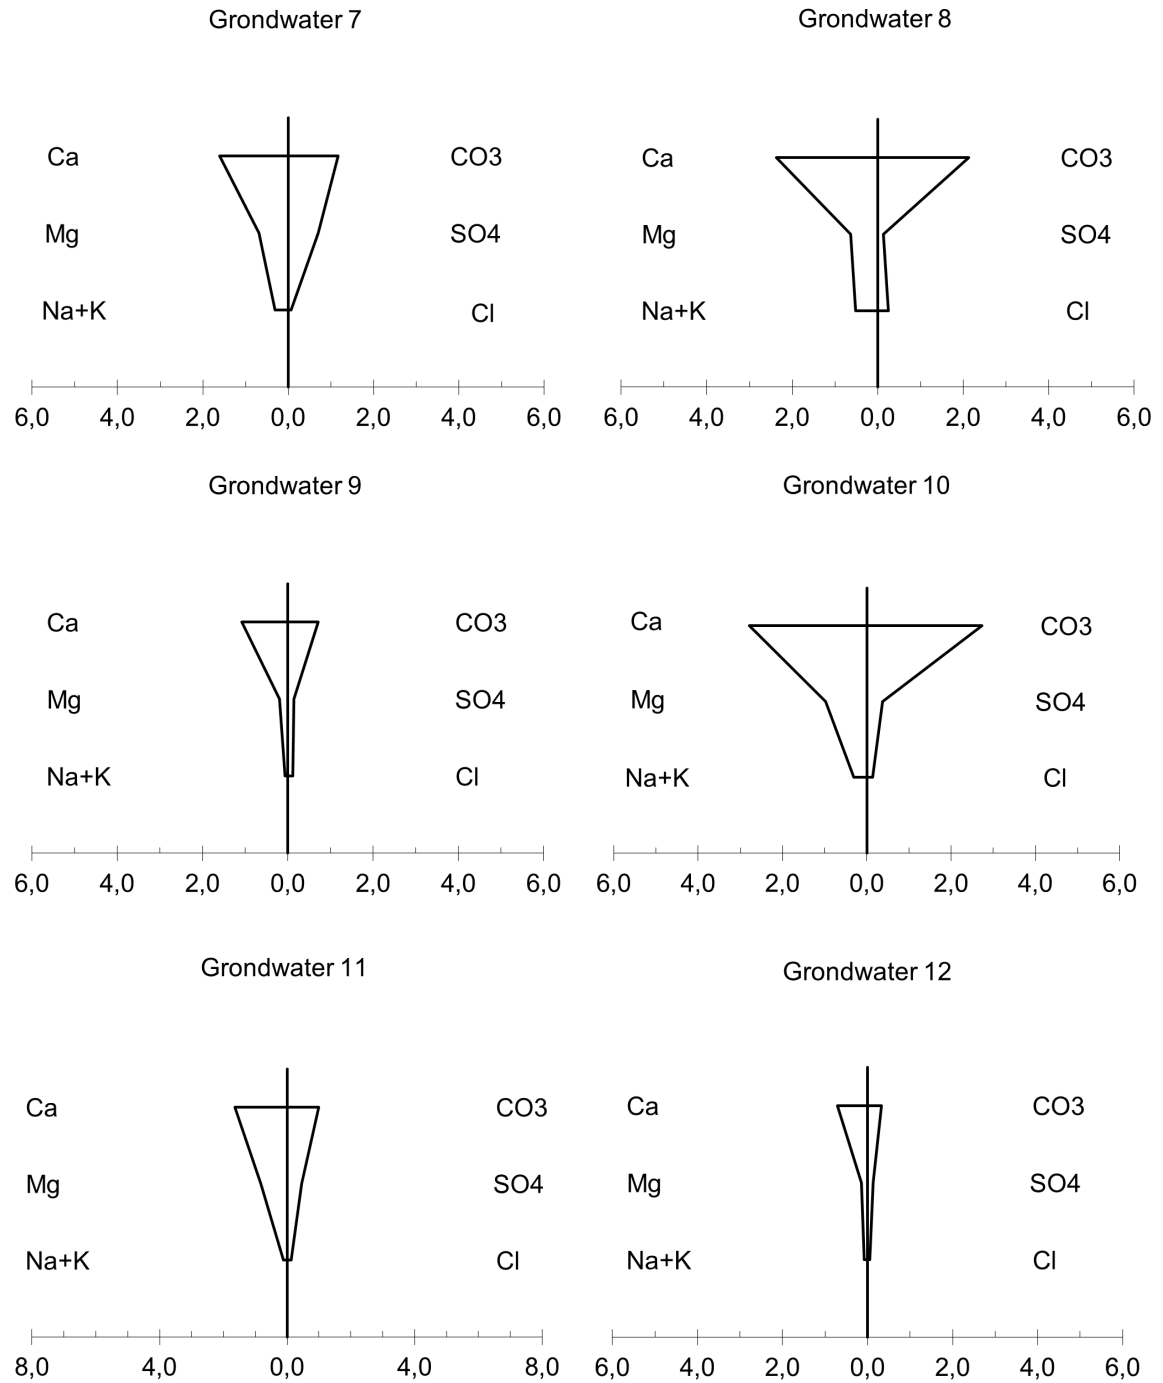 Grondwater 7
Ca CO3
Mg SO4
Na+K Cl
6,0 4,0 2,0 0,0 2,0 4,0 6,0
Grondwater 8
Ca CO3
Mg SO4
Na+K Cl
6,0 4,0 2,0 0,0 2,0 4,0 6,0
Grondwater 9
Ca CO3
Mg SO4
Na+K Cl
6,0 4,0 2,0 0,0 2,0 4,0 6,0
Grondwater 10
Ca CO3
Mg SO4
Na+K Cl
6,0 4,0 2,0 0,0 2,0 4,0 6,0
Grondwater 11
Ca CO3
Mg SO4
Na+K Cl
8,0 4,0 0,0 4,0 8,0
Grondwater 12
Ca CO3
Mg SO4
Na+K Cl
6,0 4,0 2,0 0,0 2,0 4,0 6,0